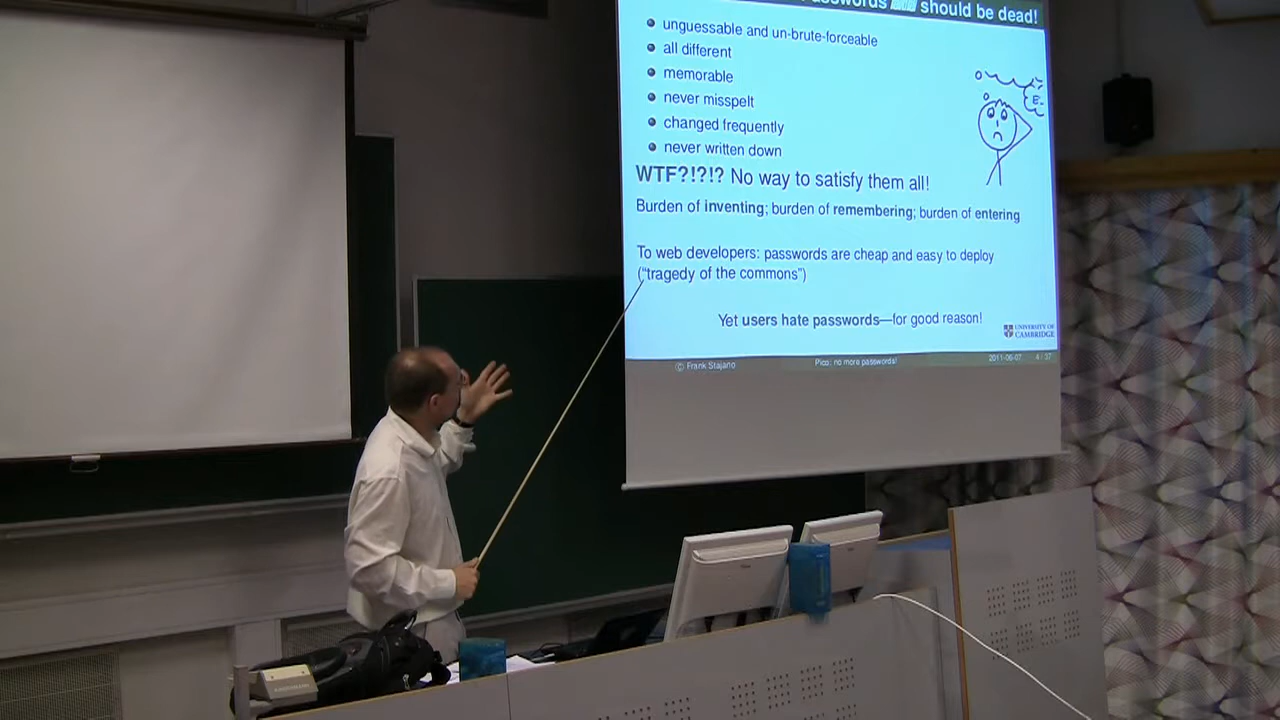 passwords should be dead!
unguessable and un-brute-forceable
all different
memorable
never misspelt
changed frequently
never written down
WTF?!?!? No way to satisfy them all!
Burden of inventing; burden of remembering; burden of entering
To web developers: passwords are cheap and easy to deploy
("tragedy of the commons")
Yet users hate passwords—for good reason!
UNIVERSITY OF
CAMBRIDGE
© Frank Stajano Pico: no more passwords! 2011-06-07 4 / 37